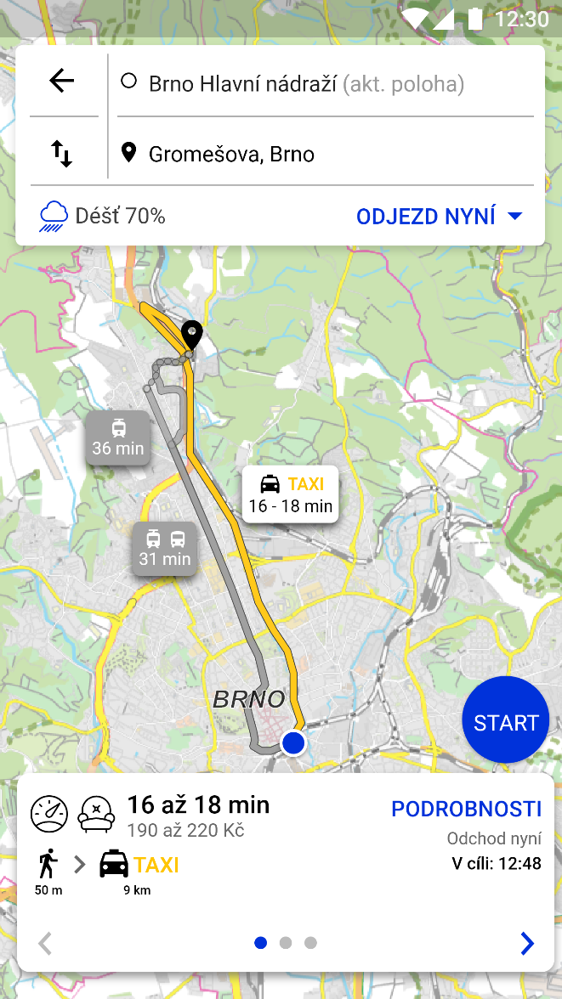 12:30
Brno Hlavní nádraží (akt. poloha)
Gromešova, Brno
Déšť 70%
ODJEZD NYNÍ
36 min
TAXI
16 - 18 min
31 min
BRNO
START
16 až 18 min
PODROBNOSTI
190 až 220 Kč
Odchod nyní
TAXI
V cíli: 12:48
50 m
9 km